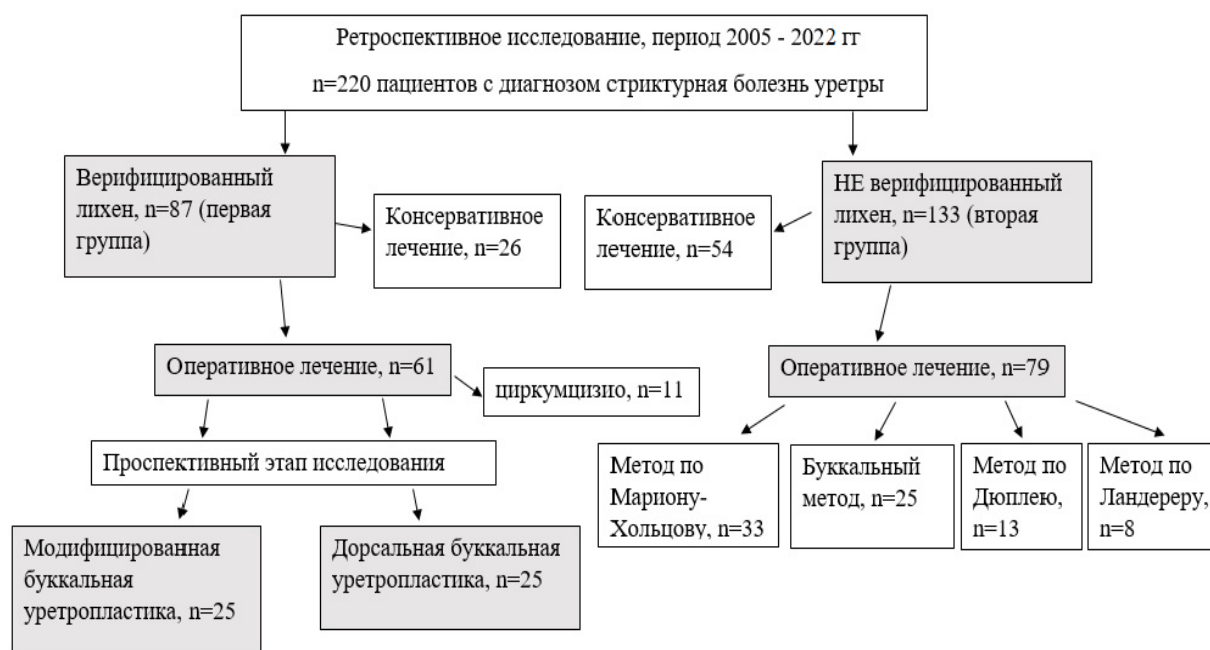 Ретроспективное исследование, период 2005 - 2022 гг
n=220 пациентов с диагнозом стриктурная болезнь уретры
Верифицированный
лихен, n=87 (первая
группа)
Консервативное
лечение, n=26
Консервативное
лечение, n=54
НЕ верифицированный
лихен, n=133 (вторая
группа)
Оперативное лечение, n=61
циркумцизио, n=11
Оперативное лечение, n=79
Проспективный этап исследования
Модифицированная
буккальная
уретропластика, n=25
Дорсальная буккальная
уретропластика, n=25
Метод по
Мариону-
Хольцову, n=33
Буккальный
метод, n=25
Метод по
Дюплею,
n=13
Метод по
Ландереру,
n=8